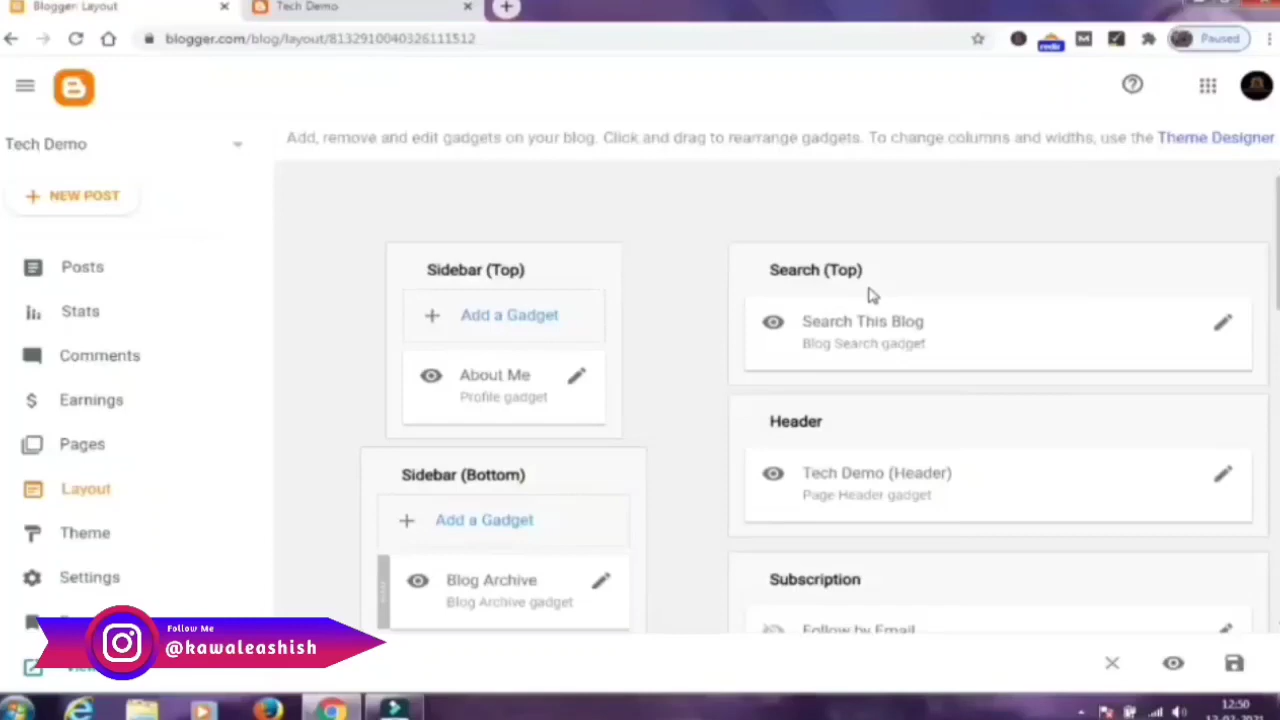 Blogger: Layout
Tech Demo
blogger.com/blog/layout/8132910040326111512
Paused
Tech Demo
Add, remove and edit gadgets on your blog. Click and drag to rearrange gadgets. To change columns and widths, use the Theme Designer
NEW POST
Posts
Stats
Comments
Earnings
Pages
Layout
Theme
Settings
Sidebar (Top)
Add a Gadget
About Me
Profile gadget
Sidebar (Bottom)
Add a Gadget
Blog Archive
Blog Archive gadget
Search (Top)
Search This Blog
Blog Search gadget
Header
Tech Demo (Header)
Page Header gadget
Subscription
Follow by Email
Follow Me
@kawaleashish
12:50